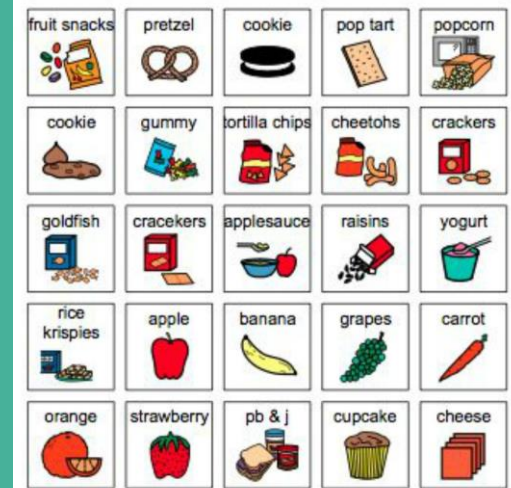 fruit snacks
pretzel
cookie
pop tart
popcorn
cookie
gummy
tortilla chips
cheetohs
crackers
goldfish
cracekers
applesauce
raisins
yogurt
rice
krispies
apple
banana
grapes
carrot
orange
strawberry
pb & j
cupcake
cheese